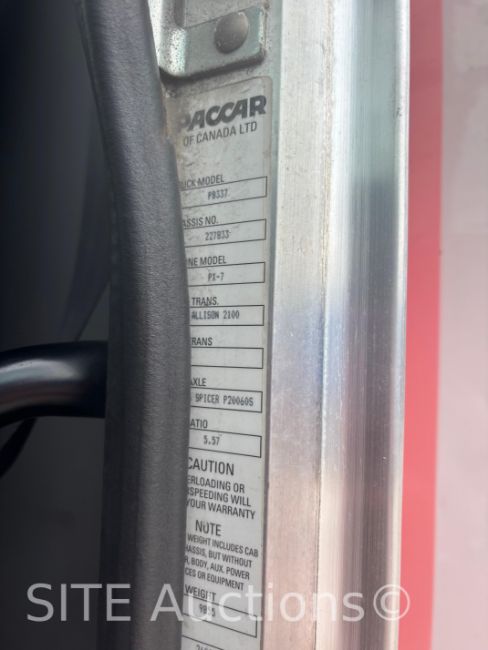 PACCAR
OF CANADA LTD
UCK MODEL
PB337
ASSIS NO.
227833
INE MODEL
PX-7
TRANS.
ALLISON 2100
TRANS
AXLE
SPICER P20060S
ATIO
5.57
CAUTION
ERLOADING OR
RSPEEDING WILL
YOUR WARRANTY
NOTE
WEIGHT INCLUDES CAB
HASSIS, BUT WITHOUT
R, BODY, AUX. POWER
CES OR EQUIPMENT
WEIGHT
SITE Auctions©